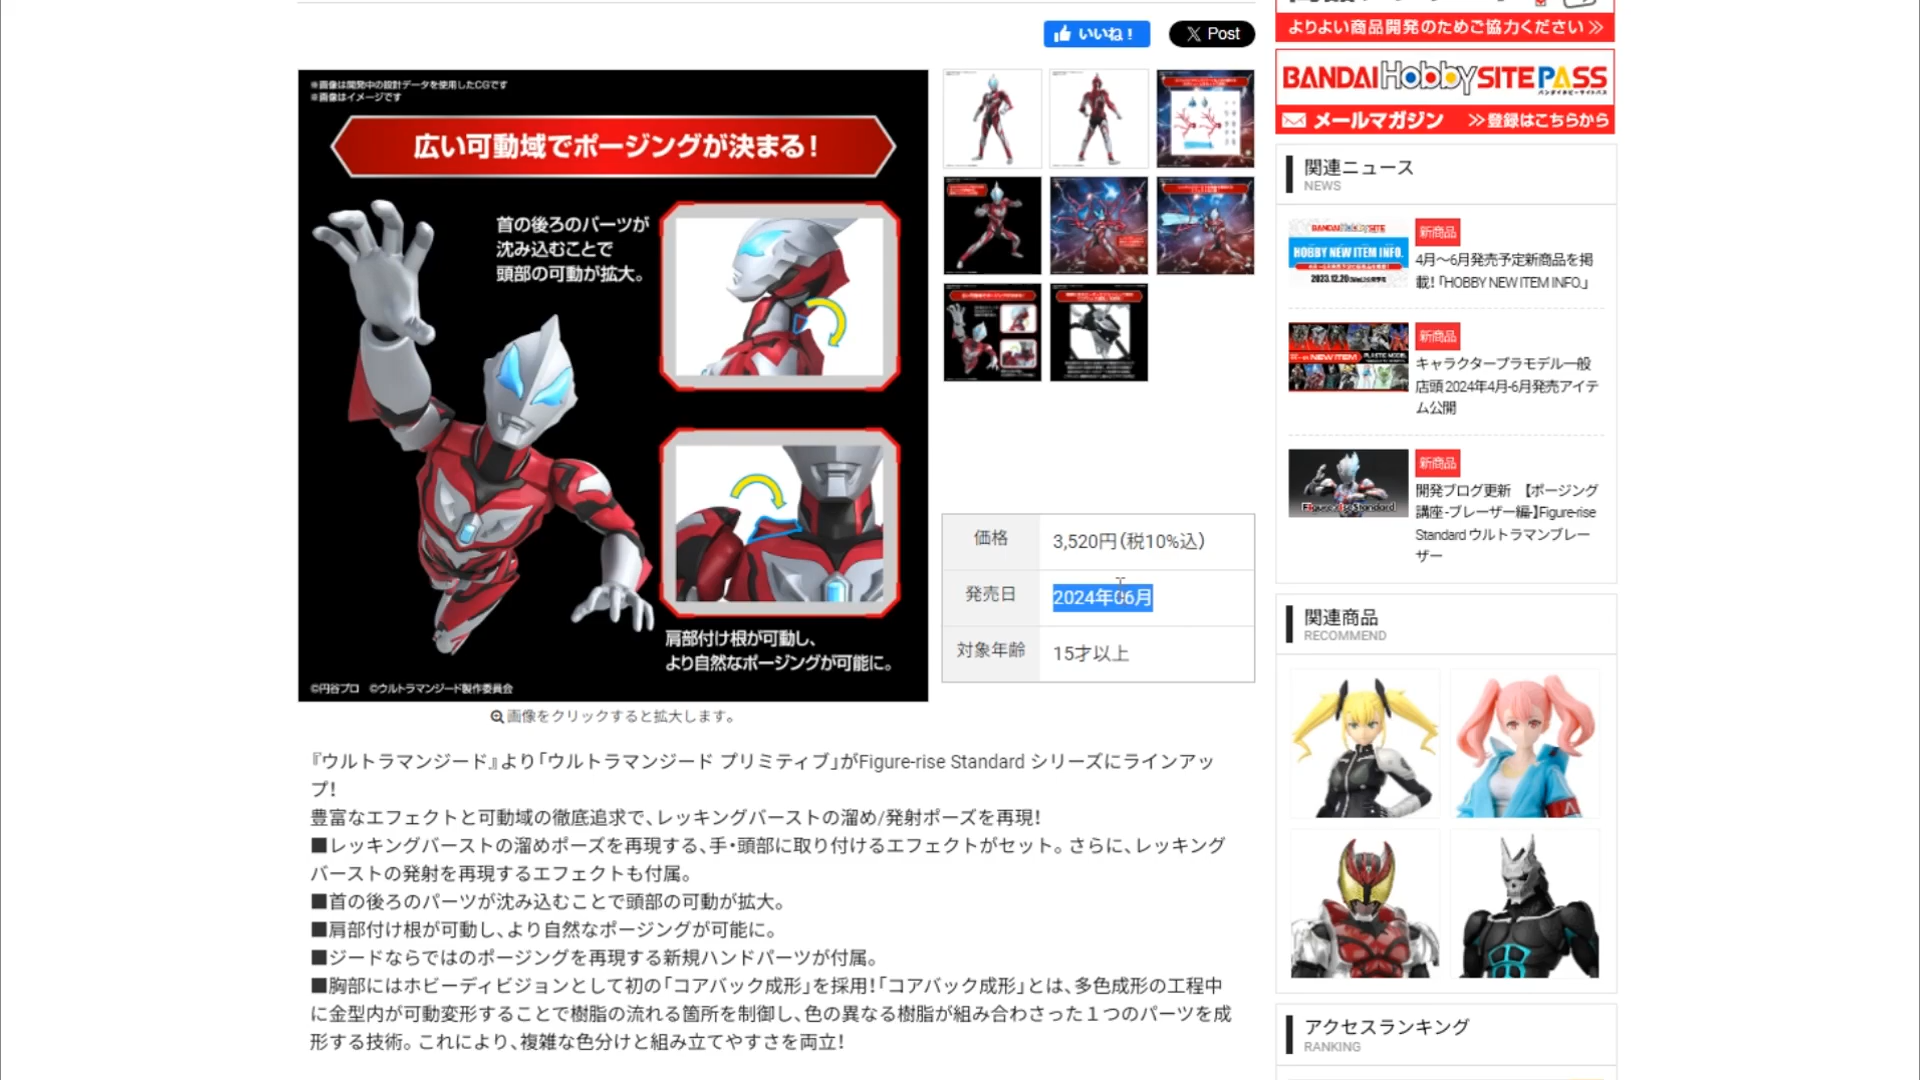 いいね！
Post
※画像は開発中の設計データを使用したCGです
※画像はイメージです
広い可動域でポージングが決まる！
首の後ろのパーツが
沈み込むことで
頭部の可動が拡大。
肩部付け根が可動し、
より自然なポージングが可能に。
©円谷プロ ©ウルトラマンジード製作委員会
画像をクリックすると拡大します。
価格
3,520円(税10%込)
発売日
2024年06月
対象年齢
15才以上
『ウルトラマンジード』より「ウルトラマンジード プリミティブ」がFigure-rise Standard シリーズにラインアッ
プ！
豊富なエフェクトと可動域の徹底追求で、レッキングバーストの溜め/発射ポーズを再現！
■レッキングバーストの溜めポーズを再現する、手・頭部に取り付けるエフェクトがセット。さらに、レッキング
バーストの発射を再現するエフェクトも付属。
■首の後ろのパーツが沈み込むことで頭部の可動が拡大。
■肩部付け根が可動し、より自然なポージングが可能に。
■ジードならではのポージングを再現する新規ハンドパーツが付属。
■胸部にはホビーディビジョンとして初の「コアバック成形」を採用！「コアバック成形」とは、多色成形の工程中
に金型内が可動変形することで樹脂の流れる箇所を制御し、色の異なる樹脂が組み合わさった１つのパーツを成
形する技術。これにより、複雑な色分けと組み立てやすさを両立！
よりよい商品開発のためご協力ください
BANDAI Hobby SITE PASS
バンダイホビーサイトパス
メールマガジン ≫登録はこちらから
関連ニュース
NEWS
BANDAI HOBBY SITE
HOBBY NEW ITEM INFO.
2023.12.20
新商品
4月～6月発売予定新商品を掲
載！「HOBBY NEW ITEM INFO.」
NEW ITEM PLASTIC MODEL
新商品
キャラクタープラモデル一般
店頭 2024年4月-6月発売アイテ
ム公開
Figure-rise Standard
新商品
開発ブログ更新 【ポージング
講座 -ブレーザー編-】Figure-rise
Standard ウルトラマンブレー
ザー
関連商品
RECOMMEND
アクセスランキング
RANKING